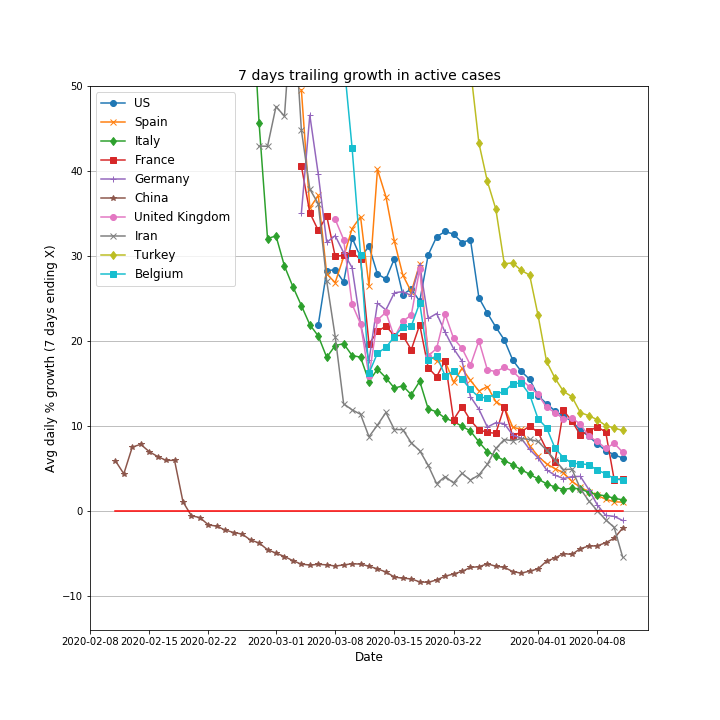 7 days trailing growth in active cases
Avg daily % growth (7 days ending X)
50
40
30
20
10
0
−10
US
Spain
Italy
France
Germany
China
United Kingdom
Iran
Turkey
Belgium
2020-02-08 2020-02-15 2020-02-22 2020-03-01 2020-03-08 2020-03-15 2020-03-22 2020-04-01 2020-04-08
Date